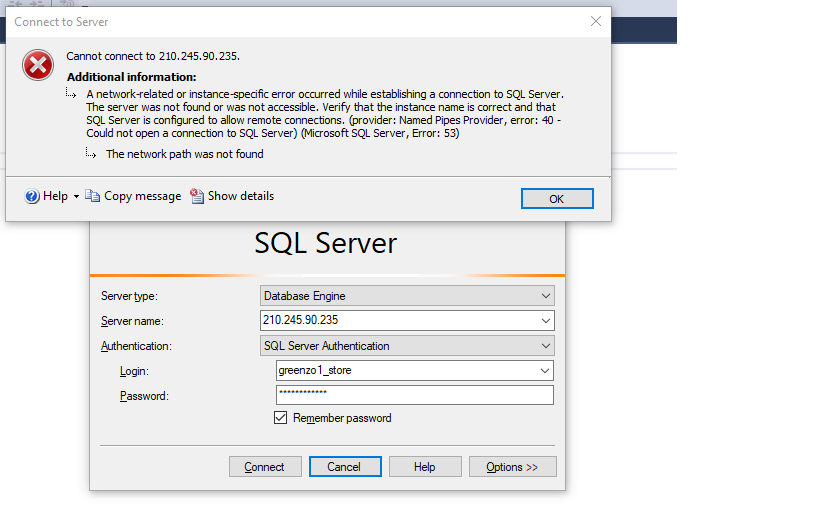 Connect to Server
Cannot connect to 210.245.90.235.
Additional information:
A network-related or instance-specific error occurred while establishing a connection to SQL Server.
The server was not found or was not accessible. Verify that the instance name is correct and that
SQL Server is configured to allow remote connections. (provider: Named Pipes Provider, error: 40 -
Could not open a connection to SQL Server) (Microsoft SQL Server, Error: 53)
The network path was not found
Help Copy message Show details OK
SQL Server
Server type: Database Engine
Server name: 210.245.90.235
Authentication: SQL Server Authentication
Login: greenzo1_store
Password: ************
Remember password
Connect Cancel Help Options >>